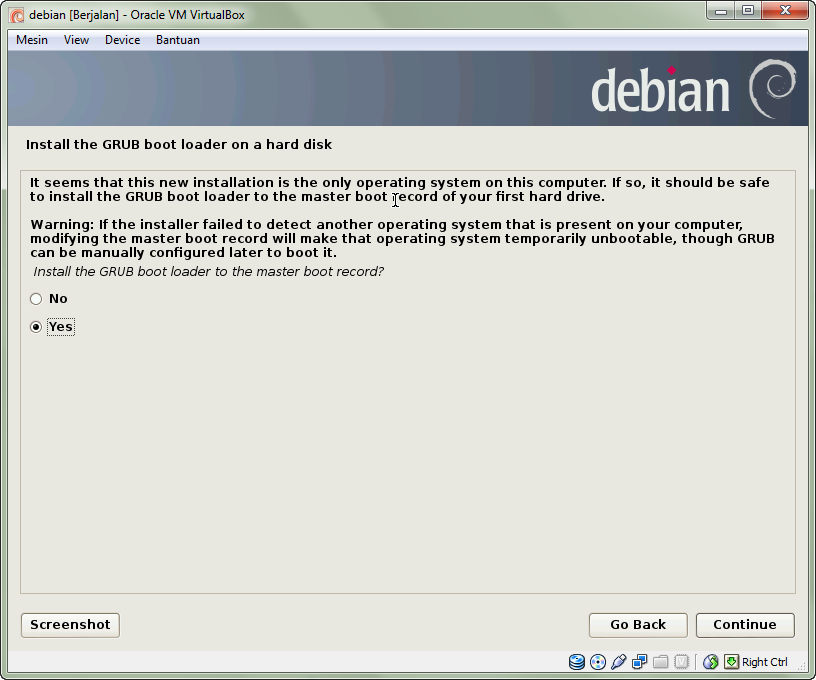 debian [Berjalan] - Oracle VM VirtualBox
Mesin View Device Bantuan
debian
Install the GRUB boot loader on a hard disk
It seems that this new installation is the only operating system on this computer. If so, it should be safe
to install the GRUB boot loader to the master boot record of your first hard drive.
Warning: If the installer failed to detect another operating system that is present on your computer,
modifying the master boot record will make that operating system temporarily unbootable, though GRUB
can be manually configured later to boot it.
Install the GRUB boot loader to the master boot record?
No
Yes
Screenshot Go Back Continue
Right Ctrl